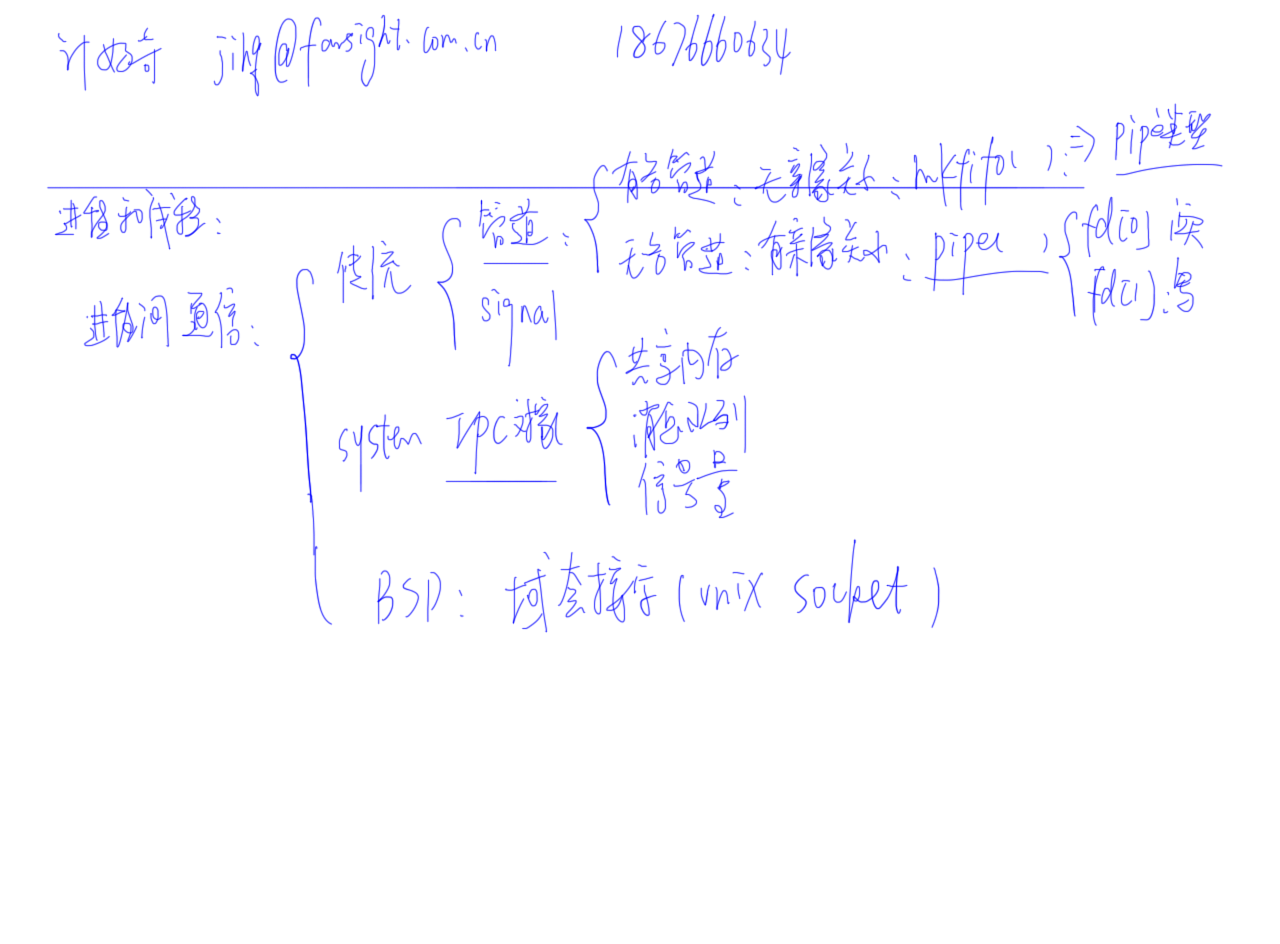 计好奇 jihq@farsight.com.cn 18676660634
有名管道：无亲缘关系：mkfifo( )：=> pipe类型
进程和线程：
传统 管道：
无名管道：有亲缘关系：pipe( ) fd[0] 读
进程间通信：
signal
fd[1]：写
共享内存
system IPC对象
消息队列
信号量
BSD：域套接字(unix socket)